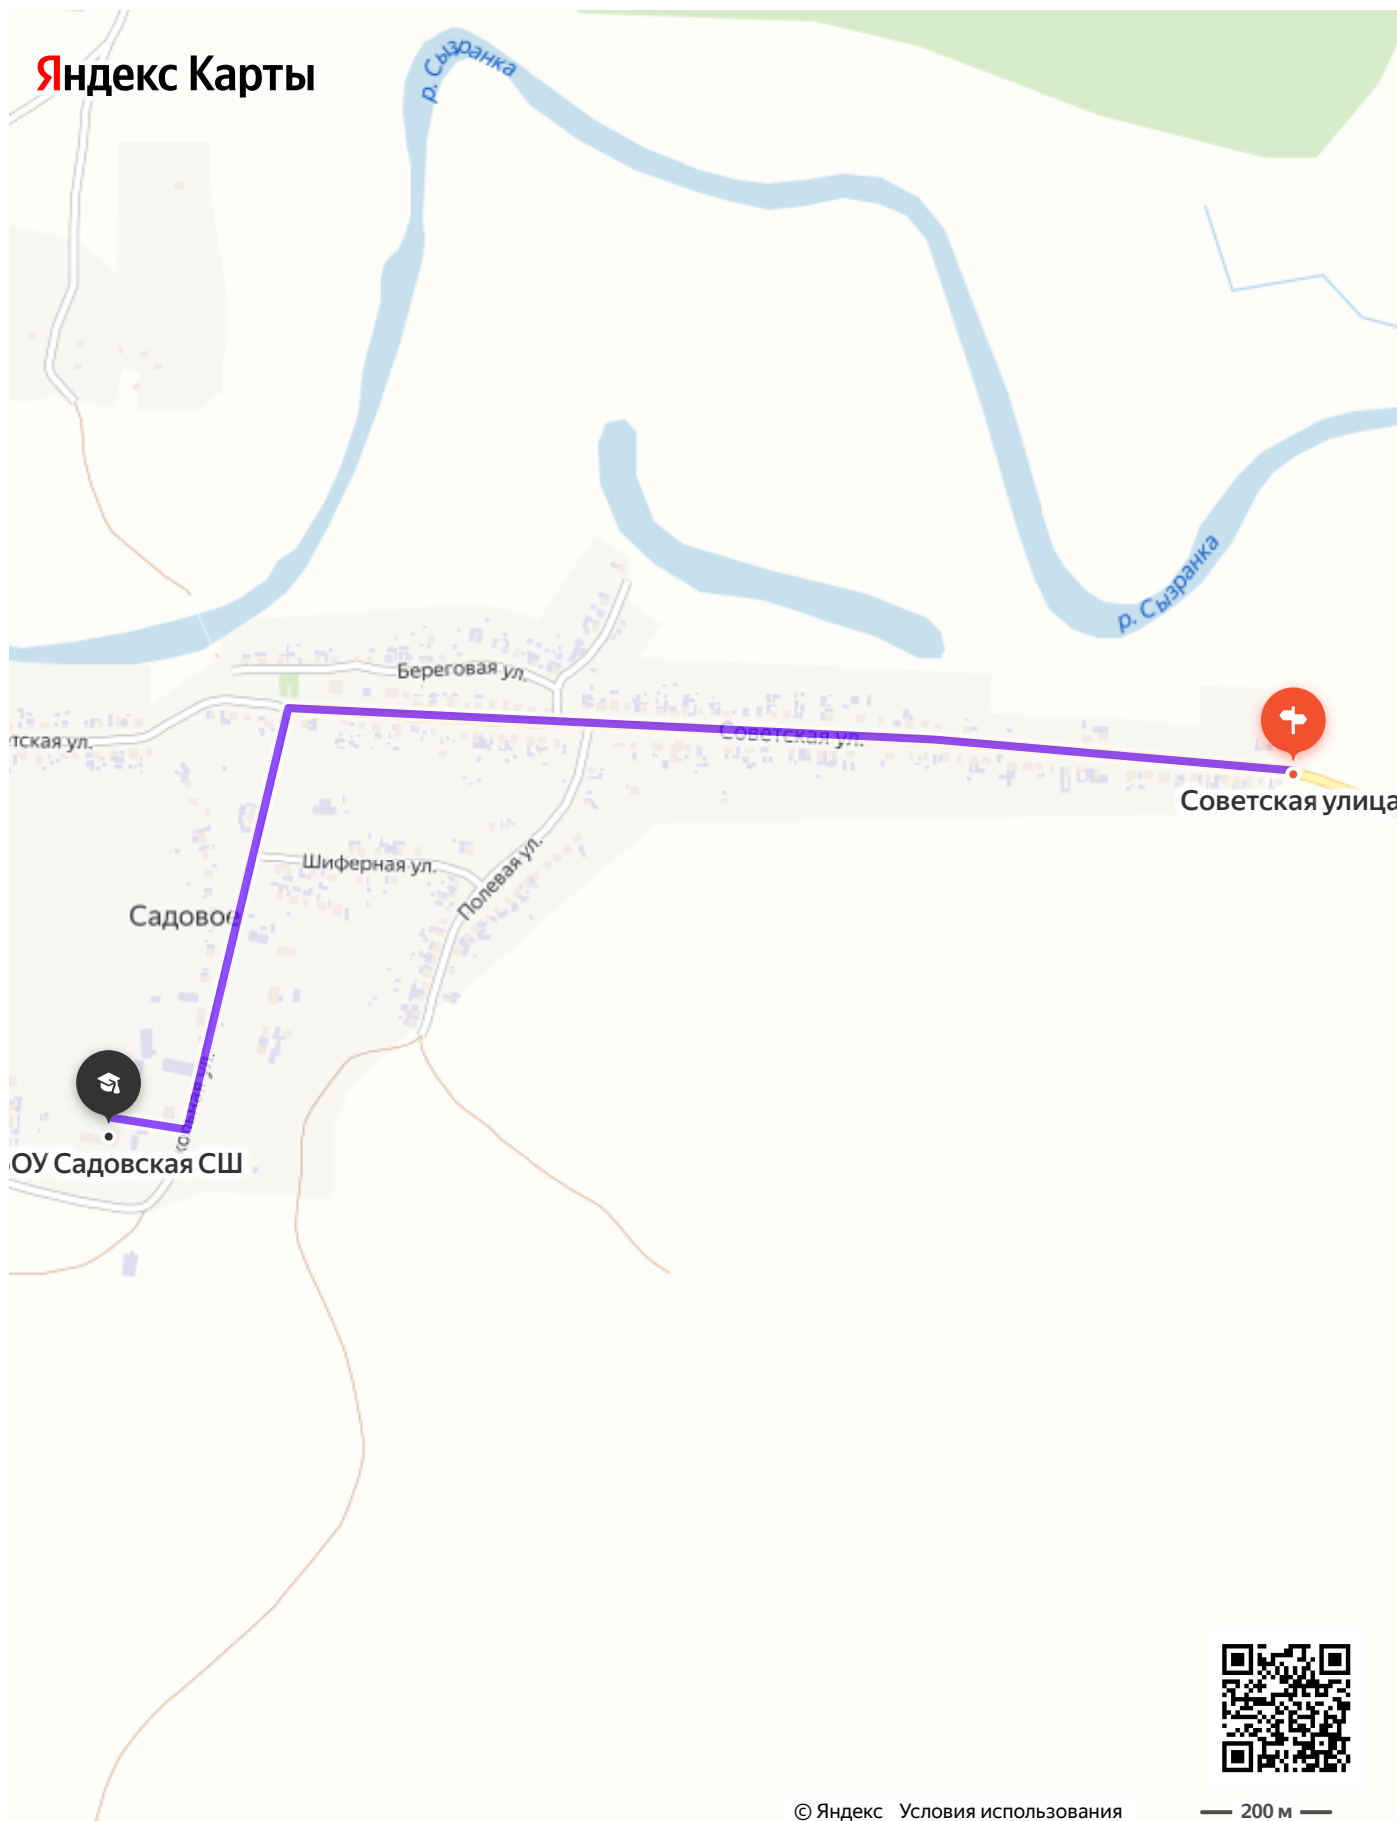 Яндекс Карты
р. Сызранка
р. Сызранка
Береговая ул.
тская ул.
Советская ул.
Советская улица
Шиферная ул.
Полевая ул.
Садовое
ул.
ОУ Садовская СШ
© Яндекс Условия использования
200 м